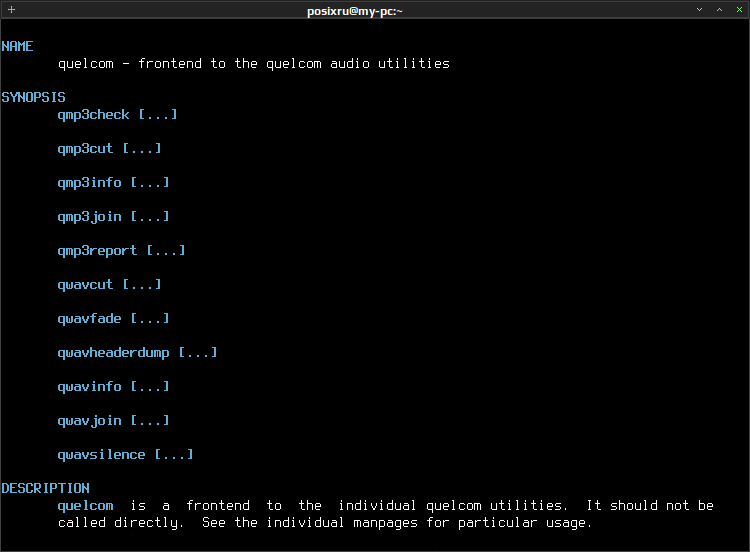 posixru@my-pc:~
NAME
quelcom - frontend to the quelcom audio utilities
SYNOPSIS
qmp3check [...]
qmp3cut [...]
qmp3info [...]
qmp3join [...]
qmp3report [...]
qwavcut [...]
qwavfade [...]
qwavheaderdump [...]
qwavinfo [...]
qwavjoin [...]
qwavsilence [...]
DESCRIPTION
quelcom is a frontend to the individual quelcom utilities. It should not be
called directly. See the individual manpages for particular usage.